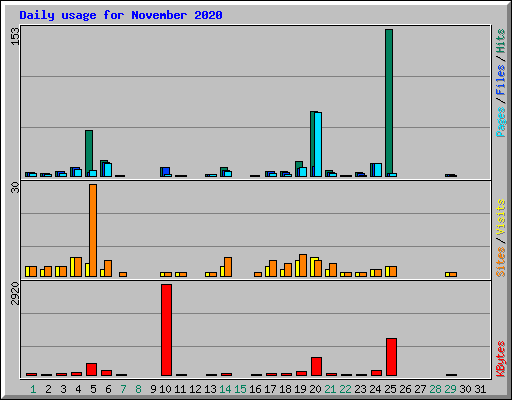 Daily usage for November 2020
153
Pages / Files / Hits
30
Sites / Visits
2920
KBytes
1 2 3 4 5 6 7 8 9 10 11 12 13 14 15 16 17 18 19 20 21 22 23 24 25 26 27 28 29 30 31